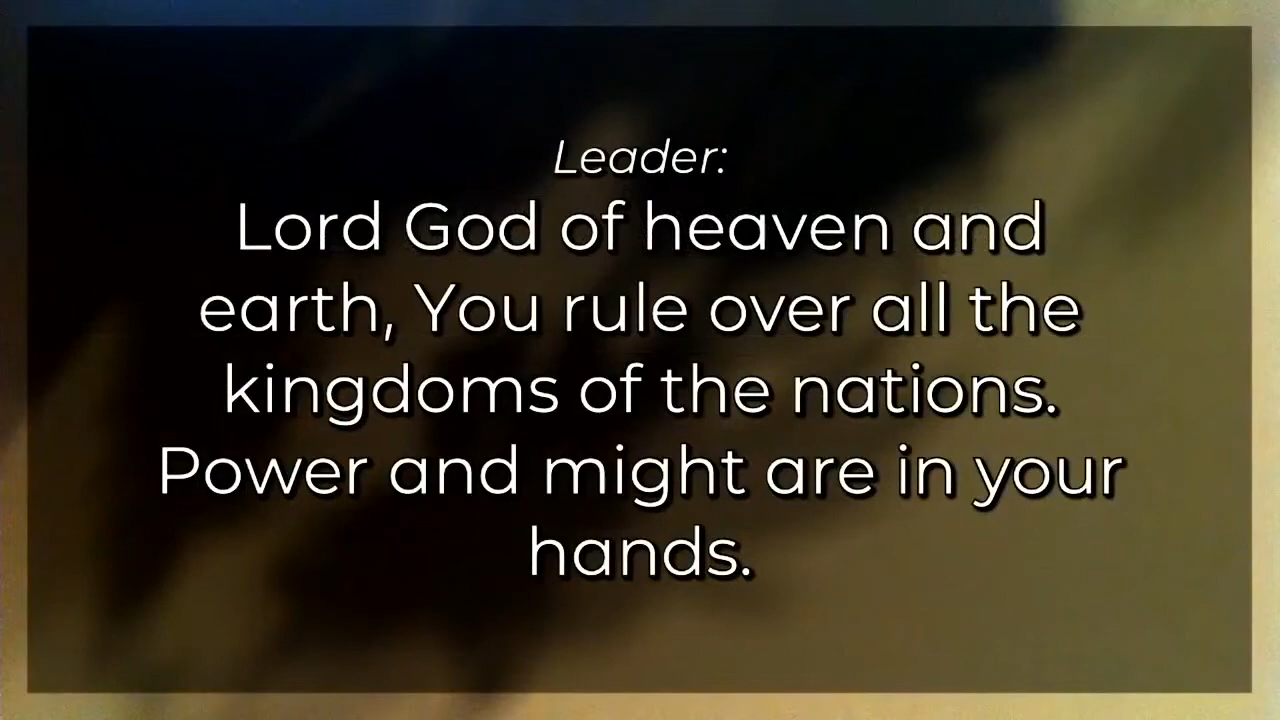 Leader:
Lord God of heaven and
earth, You rule over all the
kingdoms of the nations.
Power and might are in your
hands.